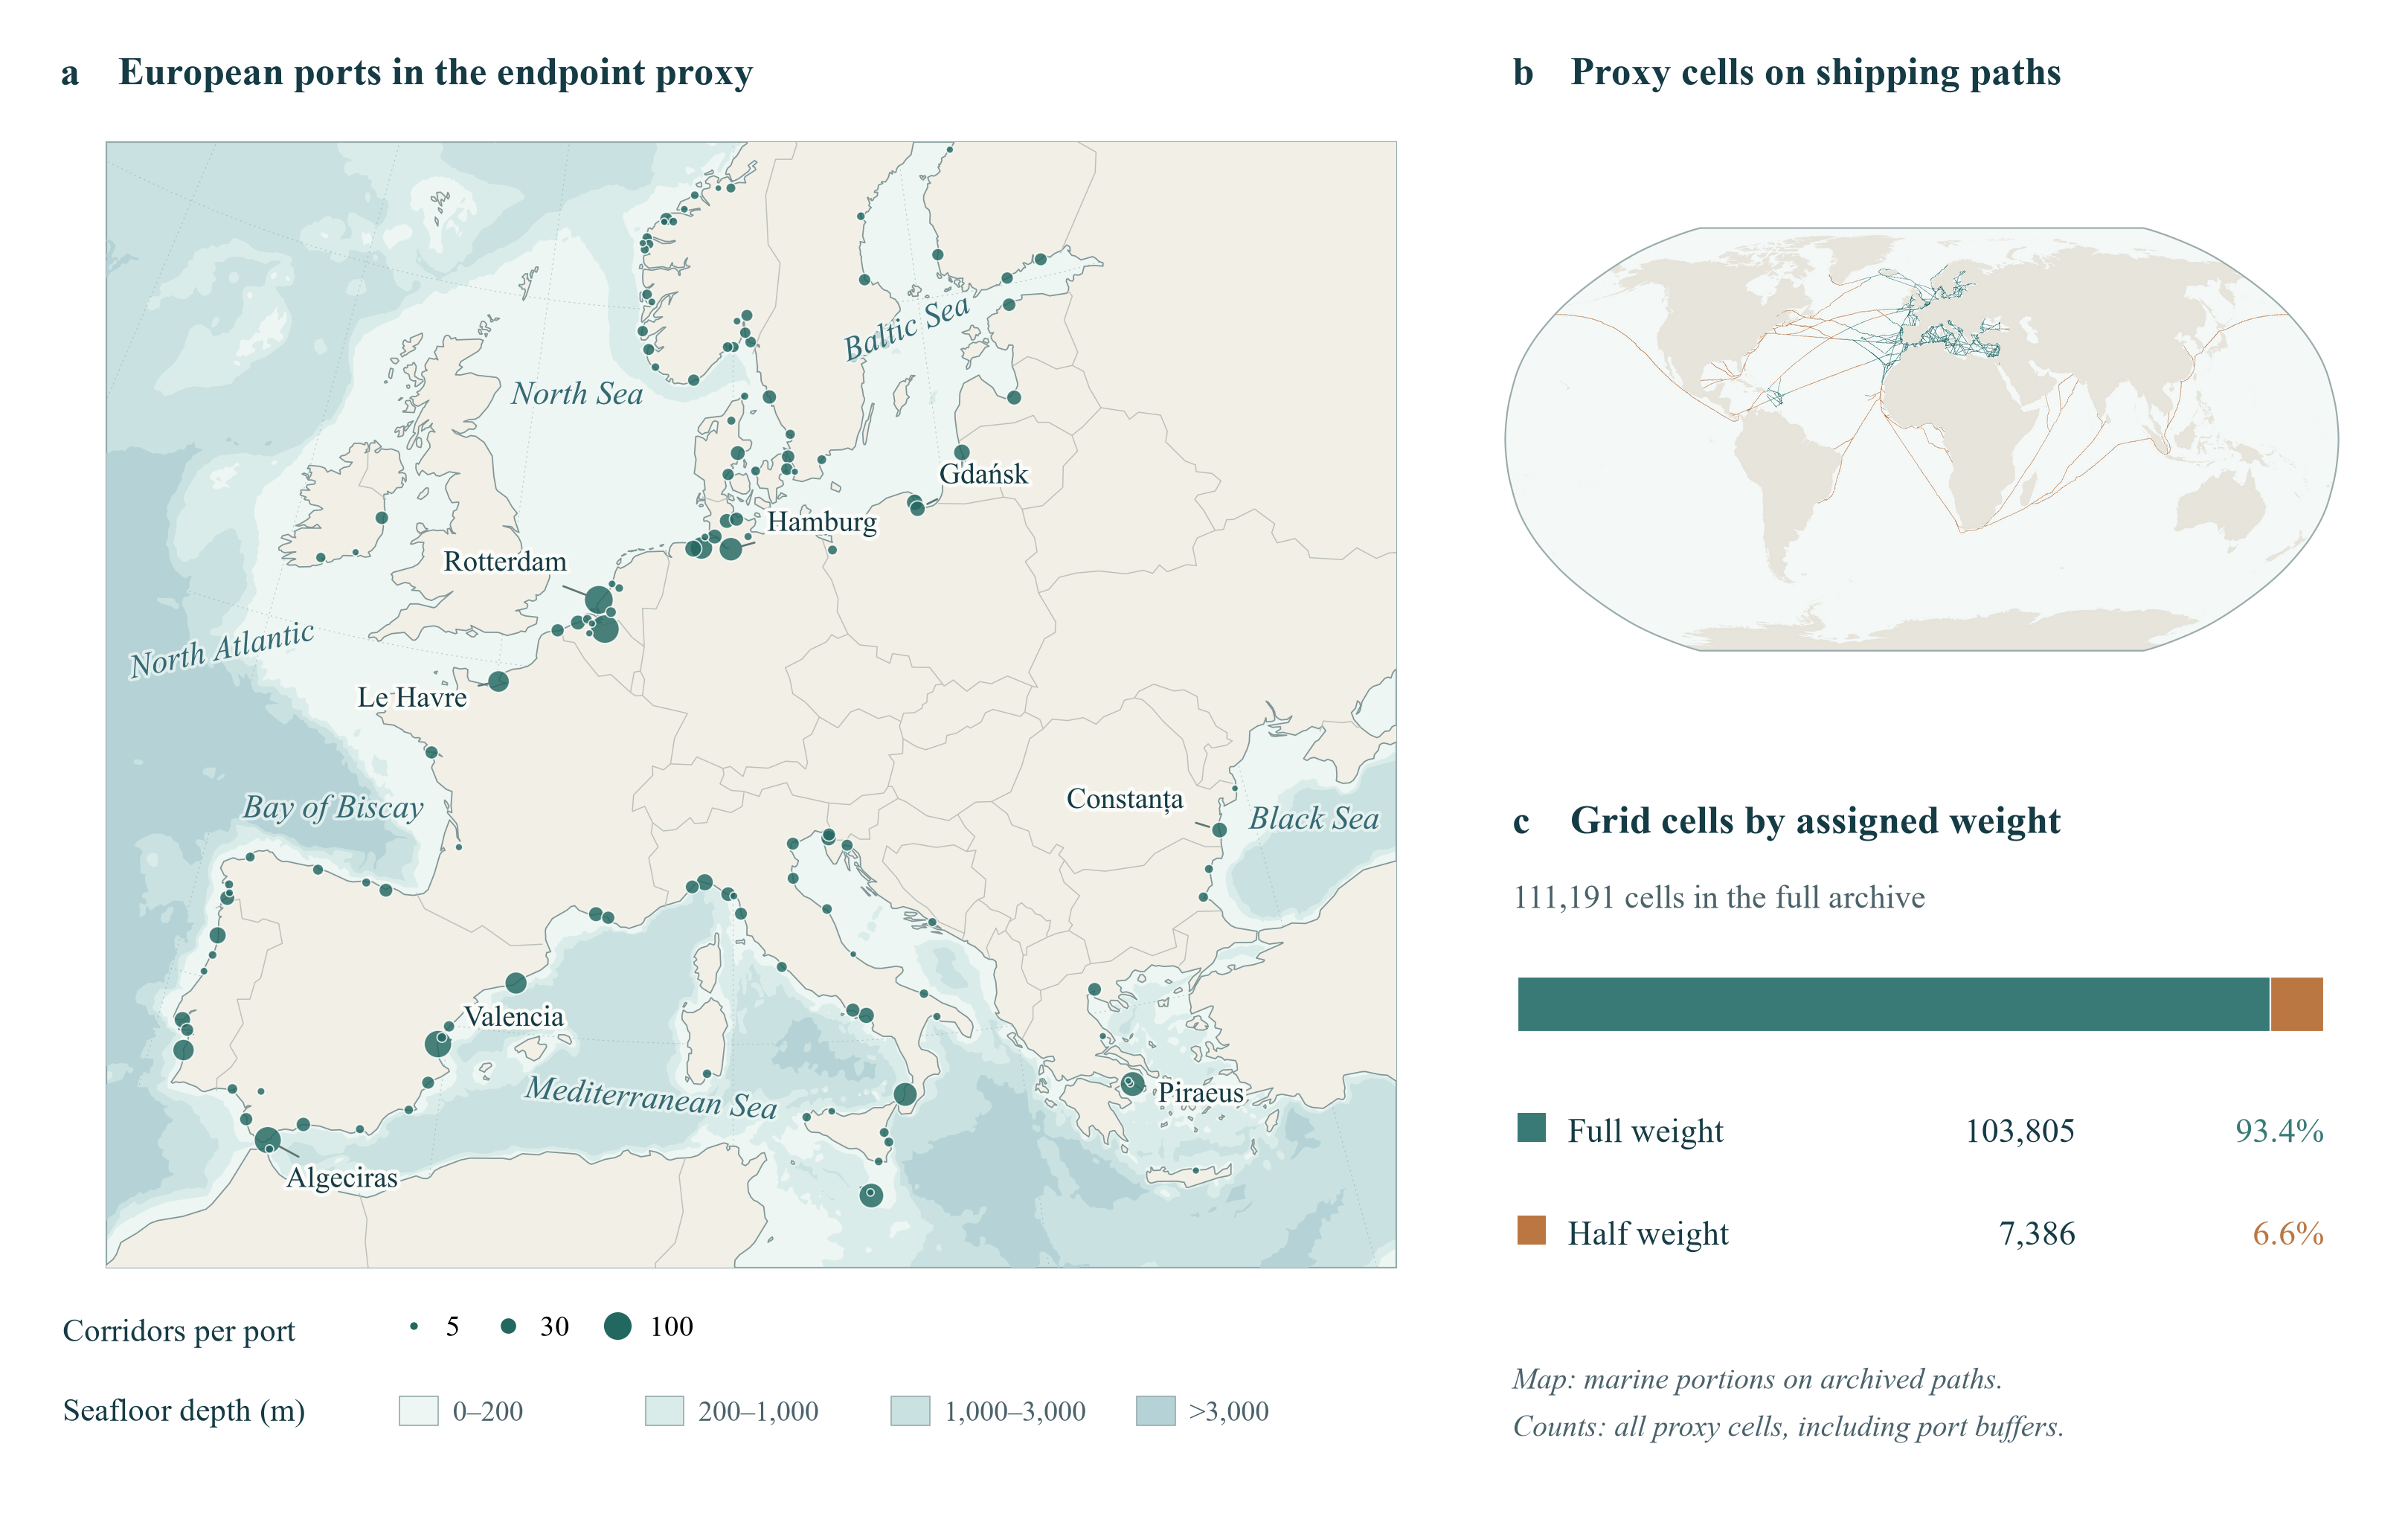 a European ports in the endpoint proxy
North Sea
Baltic Sea
Gdańsk
Hamburg
Rotterdam
North Atlantic
Le Havre
Bay of Biscay
Constanța
Black Sea
Valencia
Mediterranean Sea
Piraeus
Algeciras
Corridors per port 5 30 100
Seafloor depth (m) 0–200 200–1,000 1,000–3,000 >3,000
b Proxy cells on shipping paths
c Grid cells by assigned weight
111,191 cells in the full archive
Full weight 103,805 93.4%
Half weight 7,386 6.6%
Map: marine portions on archived paths.
Counts: all proxy cells, including port buffers.